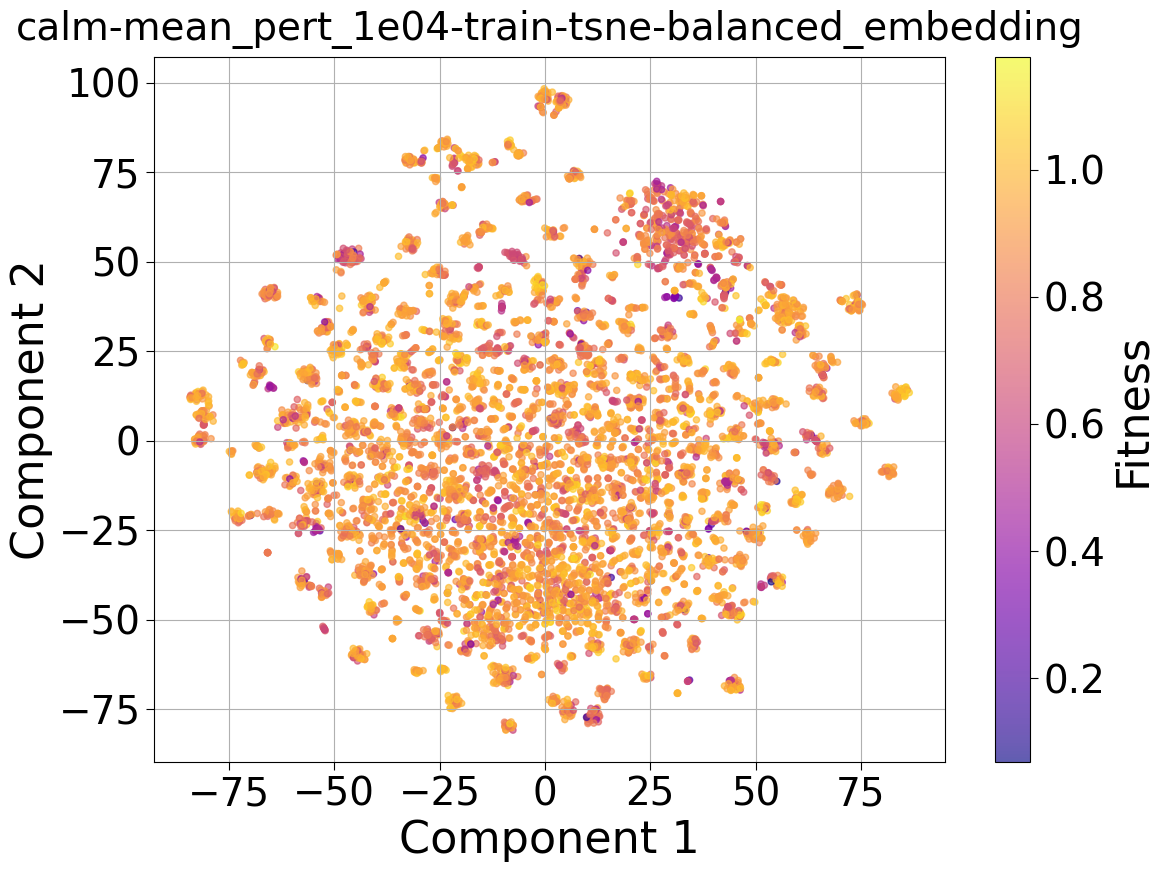 calm-mean_pert_1e04-train-tsne-balanced_embedding
100
75
50
25
0
−25
−50
−75
Component 2
−75 −50 −25 0 25 50 75
Component 1
1.0
0.8
0.6
0.4
0.2
Fitness